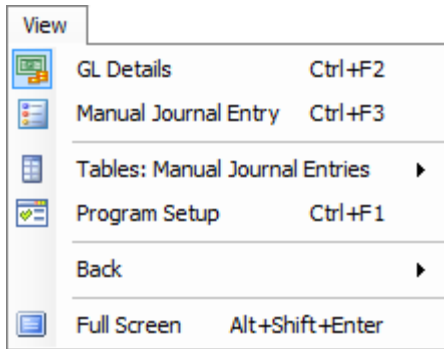 View
GL Details Ctrl+F2
Manual Journal Entry Ctrl+F3
Tables: Manual Journal Entries
Program Setup Ctrl+F1
Back
Full Screen Alt+Shift+Enter